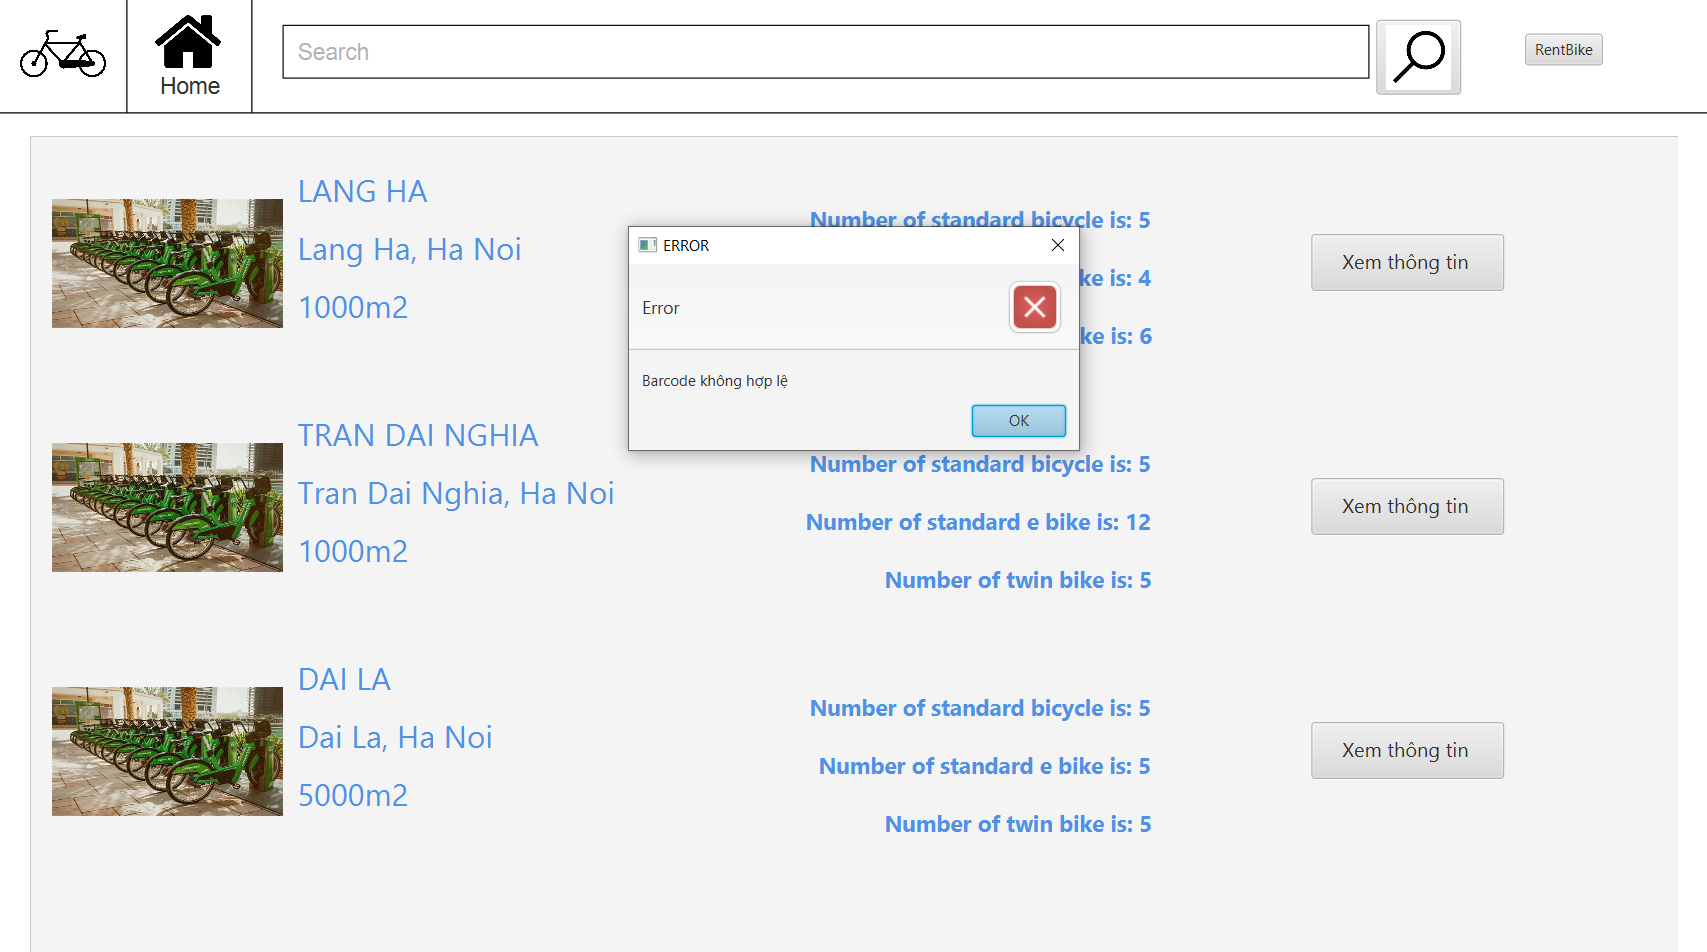 Home
Search
RentBike
LANG HA
Lang Ha, Ha Noi
1000m2
Number of standard bicycle is: 5
ke is: 4
ke is: 6
Xem thông tin
ERROR
Error
Barcode không hợp lệ
OK
TRAN DAI NGHIA
Tran Dai Nghia, Ha Noi
1000m2
Number of standard bicycle is: 5
Number of standard e bike is: 12
Number of twin bike is: 5
Xem thông tin
DAI LA
Dai La, Ha Noi
5000m2
Number of standard bicycle is: 5
Number of standard e bike is: 5
Number of twin bike is: 5
Xem thông tin